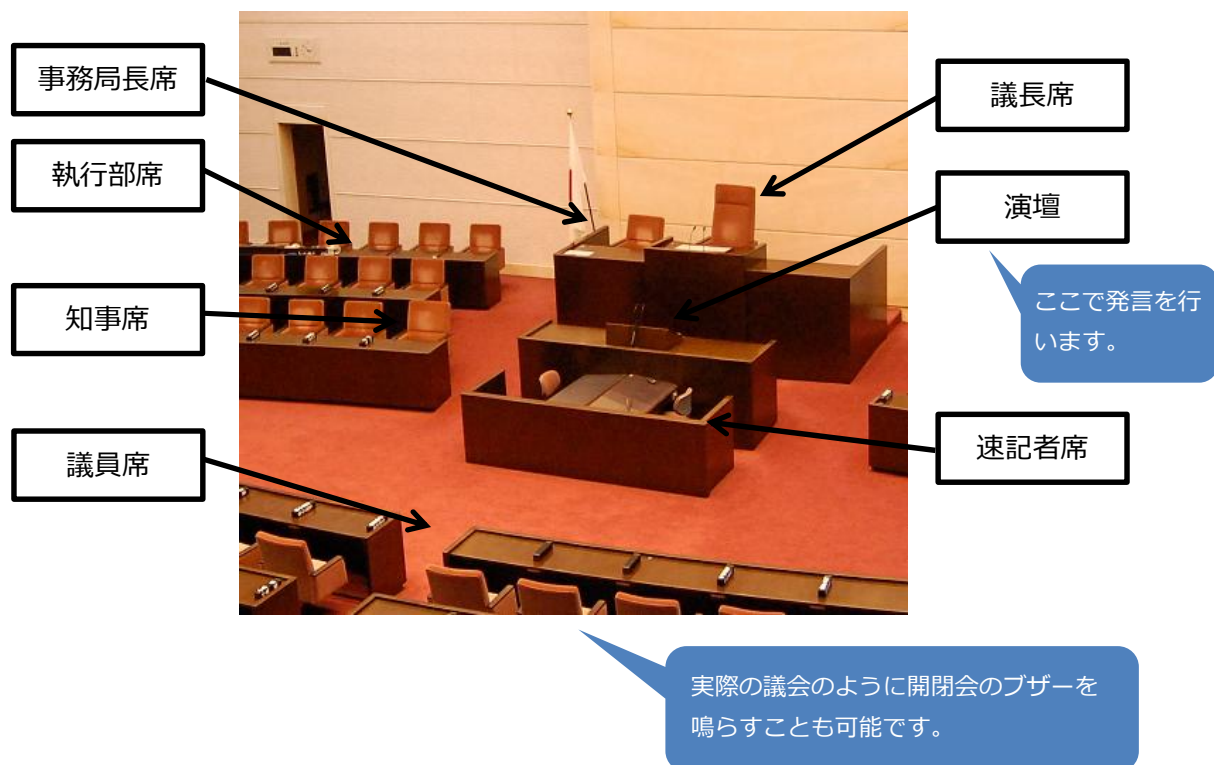 事務局長席
執行部席
知事席
議員席
議長席
演壇
ここで発言を行
います。
速記者席
実際の議会のように開閉会のブザーを
鳴らすことも可能です。